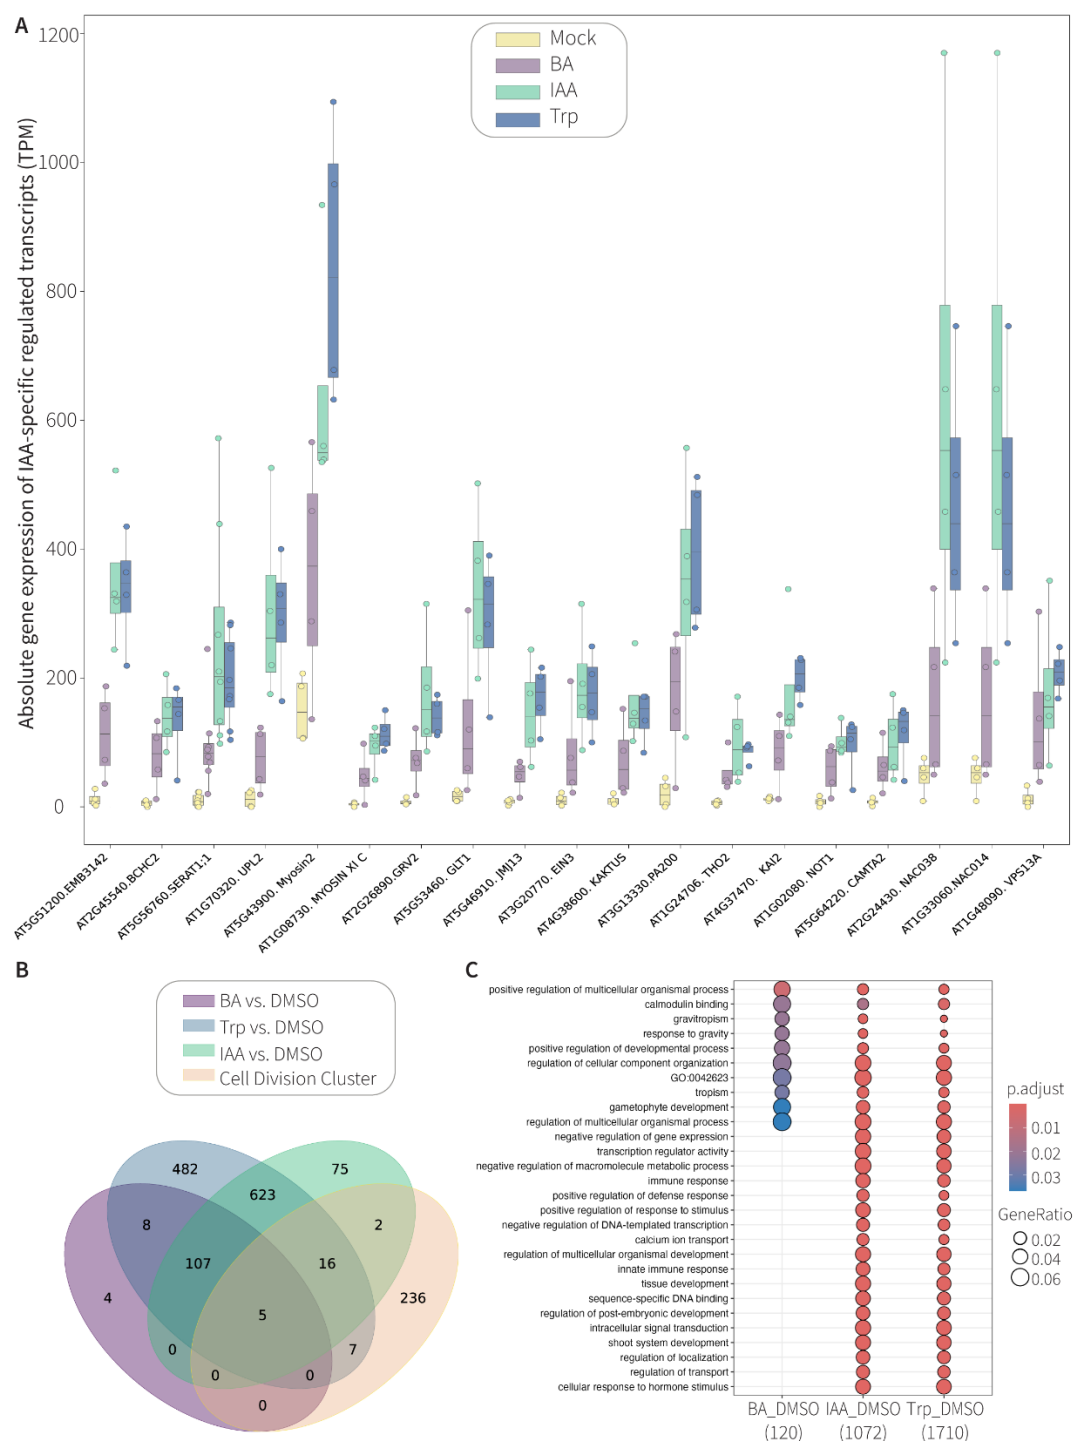 A
Absolute gene expression of IAA-specific regulated transcripts (TPM)
1200
1000
800
600
400
200
0
Mock
BA
IAA
Trp
AT5G51200.EMB3142
AT2G45540.BCHC2
AT5G56760.SERAT1;1
AT1G70320. UPL2
AT5G43900. Myosin2
AT1G08730. MYOSIN XI C
AT2G26890.GRV2
AT5G53460. GLT1
AT5G46910. JMJ13
AT3G20770. EIN3
AT4G38600. KAKTUS
AT3G13330.PA200
AT1G24706. THO2
AT4G37470. KAI2
AT1G02080. NOT1
AT5G64220. CAMTA2
AT2G24430. NAC038
AT1G33060.NAC014
AT1G48090. VPS13A
B
BA vs. DMSO
Trp vs. DMSO
IAA vs. DMSO
Cell Division Cluster
482
75
623
8
2
107
16
4
236
5
0
7
0
0
0
C
positive regulation of multicellular organismal process
calmodulin binding
gravitropism
response to gravity
positive regulation of developmental process
regulation of cellular component organization
GO:0042623
tropism
gametophyte development
regulation of multicellular organismal process
negative regulation of gene expression
transcription regulator activity
negative regulation of macromolecule metabolic process
immune response
positive regulation of defense response
positive regulation of response to stimulus
negative regulation of DNA-templated transcription
calcium ion transport
regulation of multicellular organismal development
innate immune response
tissue development
sequence-specific DNA binding
regulation of post-embryonic development
intracellular signal transduction
shoot system development
regulation of localization
regulation of transport
cellular response to hormone stimulus
BA_DMSO IAA_DMSO Trp_DMSO
(120) (1072) (1710)
p.adjust
0.01
0.02
0.03
GeneRatio
0.02
0.04
0.06